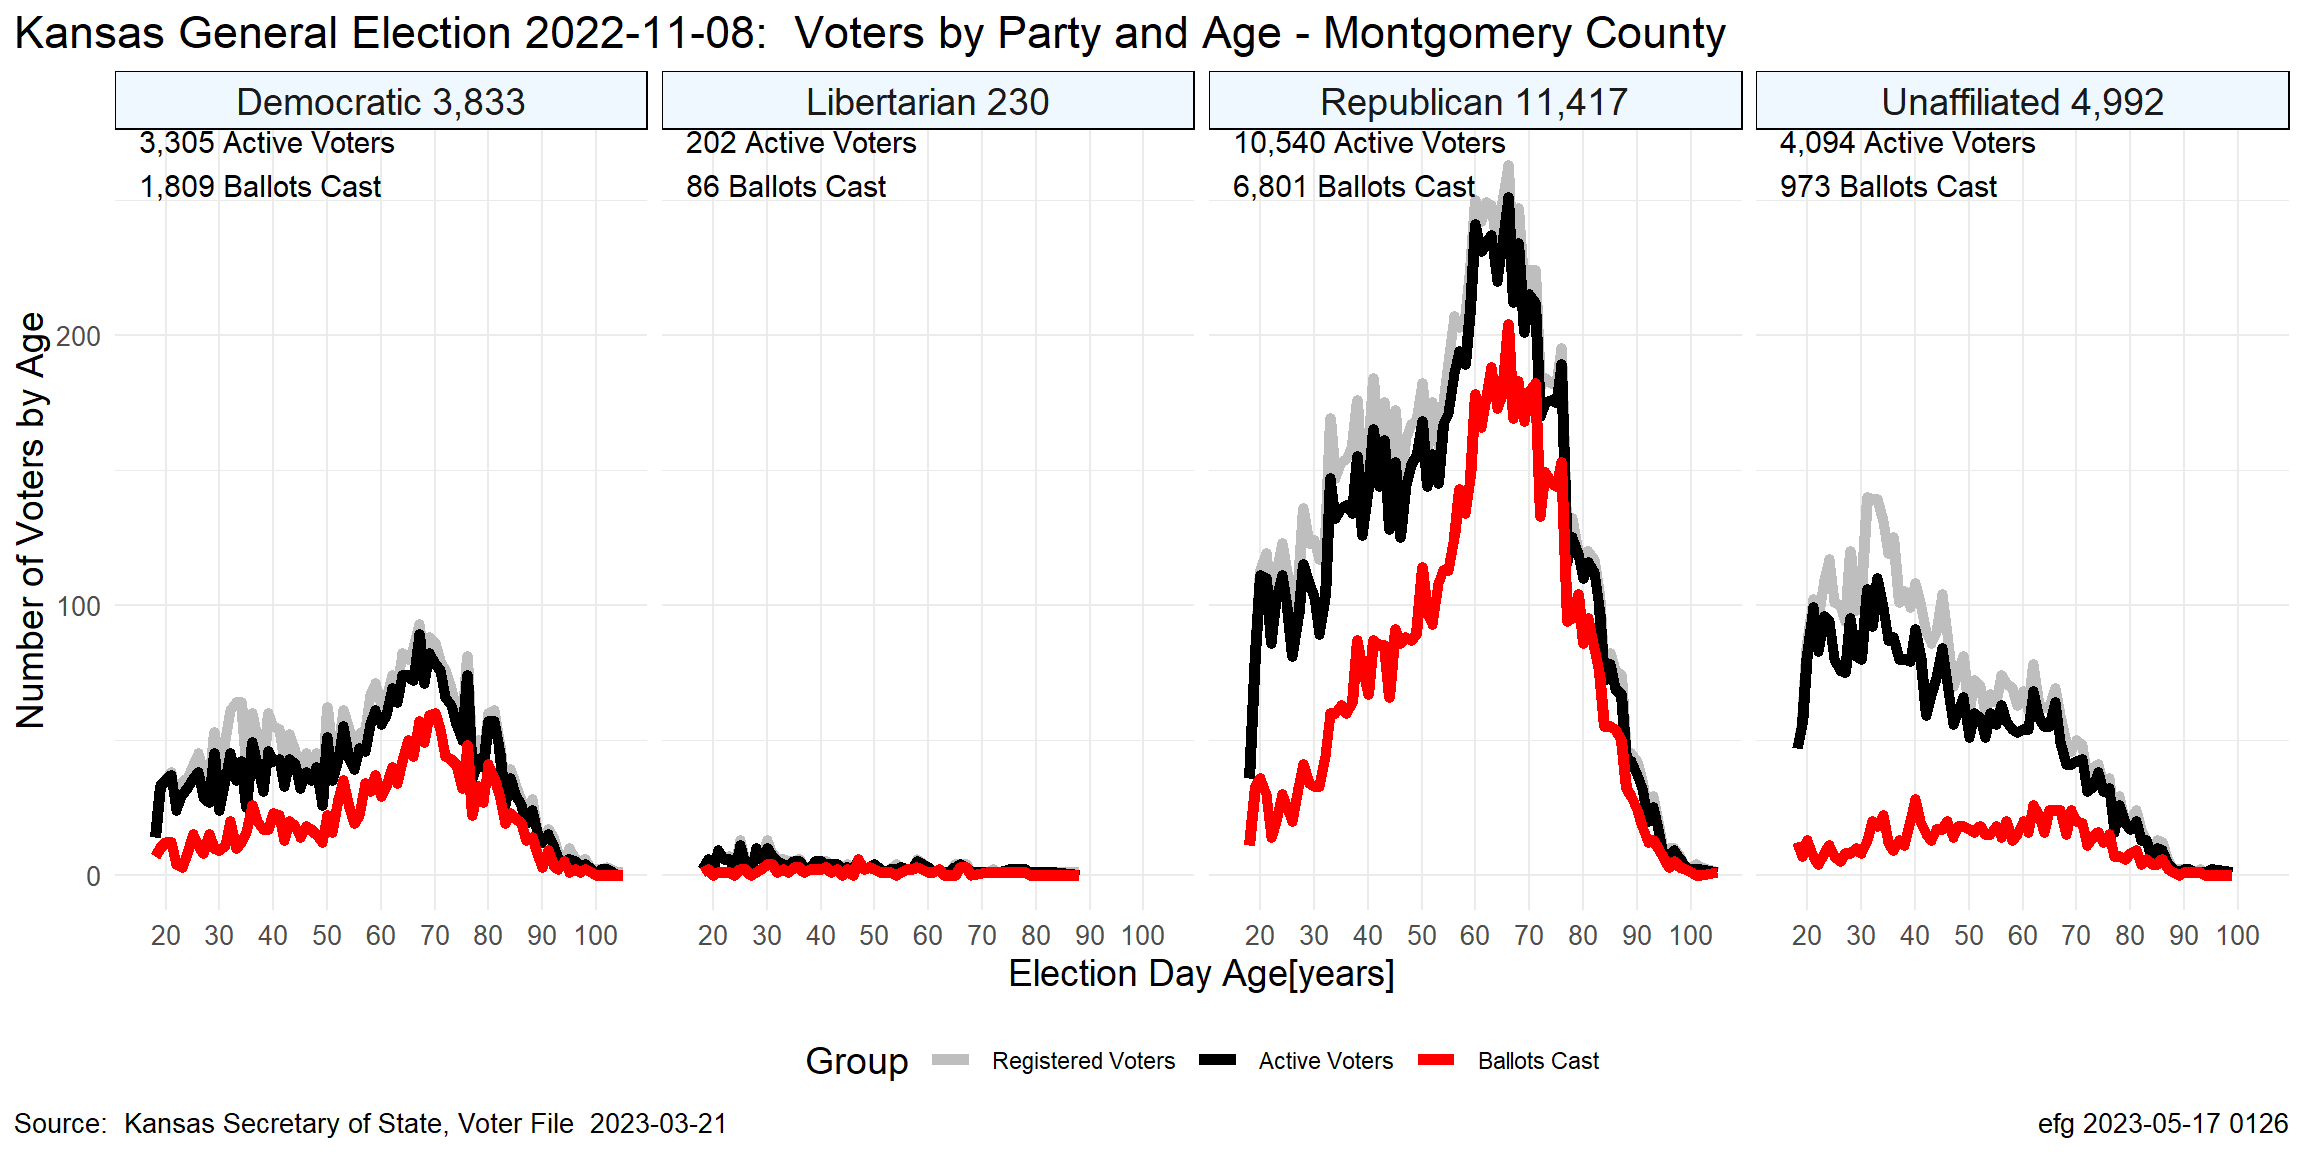 Kansas General Election 2022-11-08:  Voters by Party and Age - Montgomery County
Democratic 3,833
Libertarian 230
Republican 11,417
Unaffiliated 4,992
3,305 Active Voters
1,809 Ballots Cast
202 Active Voters
86 Ballots Cast
10,540 Active Voters
6,801 Ballots Cast
4,094 Active Voters
973 Ballots Cast
Number of Voters by Age
200
100
0
20 30 40 50 60 70 80 90 100
20 30 40 50 60 70 80 90 100
20 30 40 50 60 70 80 90 100
20 30 40 50 60 70 80 90 100
Election Day Age[years]
Group Registered Voters Active Voters Ballots Cast
Source:  Kansas Secretary of State, Voter File  2023-03-21
efg 2023-05-17 0126